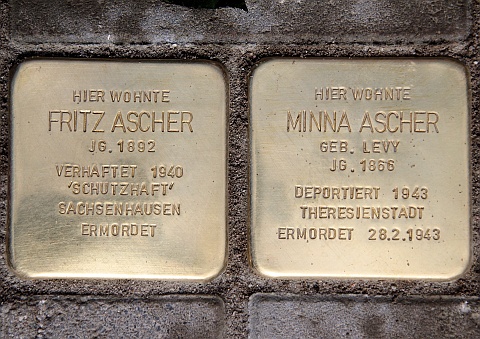 HIER WOHNTE
FRITZ ASCHER
JG. 1892
VERHAFTET 1940
'SCHUTZHAFT'
SACHSENHAUSEN
ERMORDET
HIER WOHNTE
MINNA ASCHER
GEB. LEVY
JG. 1866
DEPORTIERT 1943
THERESIENSTADT
ERMORDET 28.2.1943